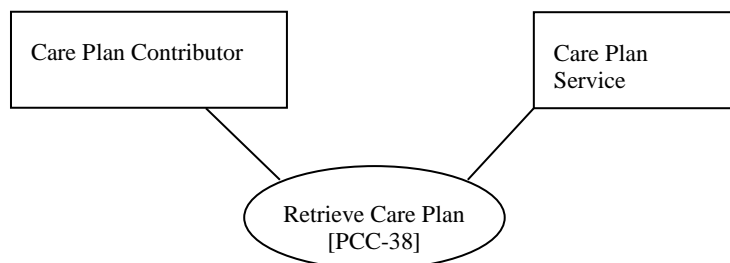 Care Plan Contributor
Care Plan
Service
Retrieve Care Plan
[PCC-38]